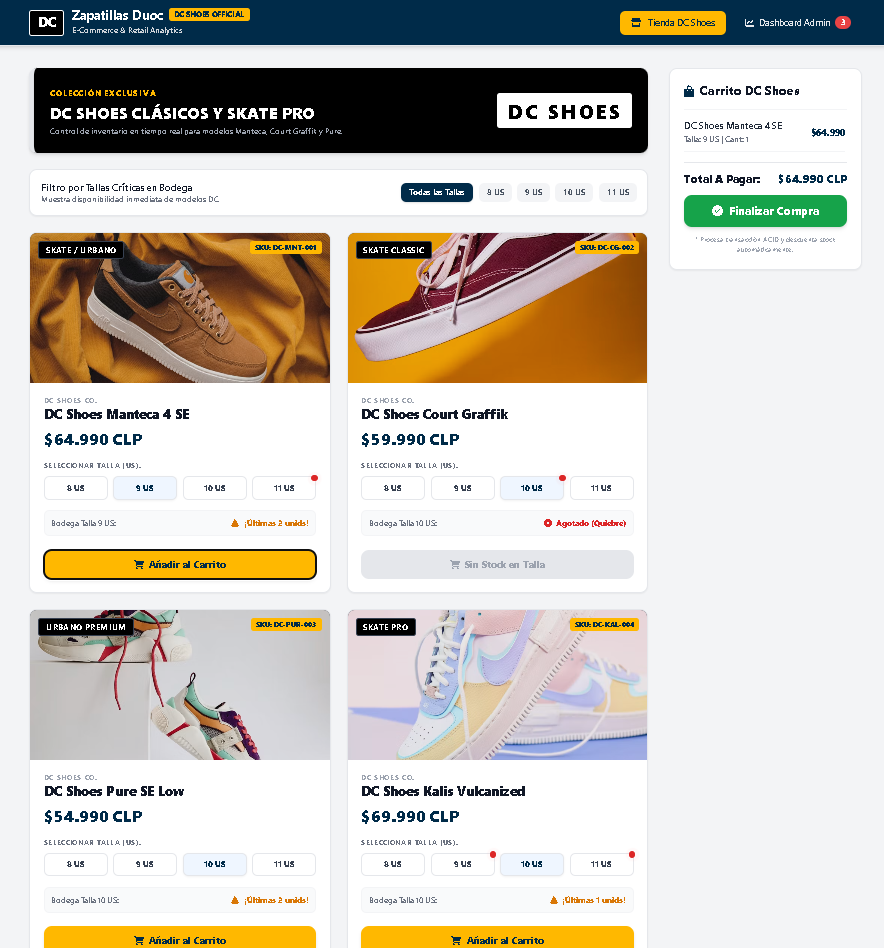 DC
Zapatillas Duoc
DC SHOES OFFICIAL
E-Commerce & Retail Analytics
Tienda DC Shoes
Dashboard Admin
3
COLECCIÓN EXCLUSIVA
DC SHOES CLÁSICOS Y SKATE PRO
Control de inventario en tiempo real para modelos Manteca, Court Graffit y Pure.
DC SHOES
Carrito DC Shoes
DC Shoes Manteca 4 SE
Talla: 9 US | Cant: 1
$64.990
Total A Pagar:
$64.990 CLP
Finalizar Compra
* Procesa transacción ACID y descuenta stock
automáticamente.
Filtro por Tallas Críticas en Bodega
Muestra disponibilidad inmediata de modelos DC.
Todas las Tallas
8 US
9 US
10 US
11 US
SKATE / URBANO
SKU: DC-MNT-001
DC SHOES CO.
DC Shoes Manteca 4 SE
$64.990 CLP
SELECCIONAR TALLA (US):
8 US
9 US
10 US
11 US
Bodega Talla 9 US:
¡Últimas 2 unids!
Añadir al Carrito
SKATE CLASSIC
SKU: DC-CG-002
DC SHOES CO.
DC Shoes Court Graffik
$59.990 CLP
SELECCIONAR TALLA (US):
8 US
9 US
10 US
11 US
Bodega Talla 10 US:
Agotado (Quiebre)
Sin Stock en Talla
URBANO PREMIUM
SKU: DC-PUR-003
DC SHOES CO.
DC Shoes Pure SE Low
$54.990 CLP
SELECCIONAR TALLA (US):
8 US
9 US
10 US
11 US
Bodega Talla 10 US:
¡Últimas 2 unids!
Añadir al Carrito
SKATE PRO
SKU: DC-KAL-004
DC SHOES CO.
DC Shoes Kalis Vulcanized
$69.990 CLP
SELECCIONAR TALLA (US):
8 US
9 US
10 US
11 US
Bodega Talla 10 US:
¡Últimas 1 unids!
Añadir al Carrito